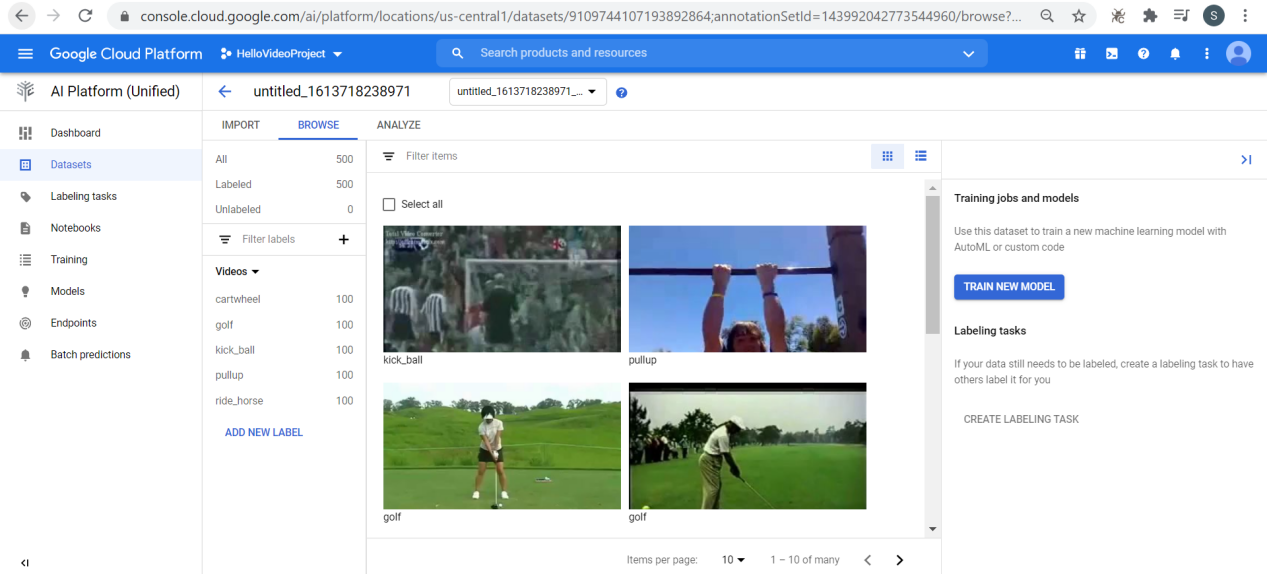 console.cloud.google.com/ai/platform/locations/us-central1/datasets/9109744107193892864;annotationSetId=143992042773544960/browse?...
S
Google Cloud Platform
HelloVideoProject
Search products and resources
AI Platform (Unified)
untitled_1613718238971
untitled_1613718238971_...
IMPORT
BROWSE
ANALYZE
Dashboard
Datasets
Labeling tasks
Notebooks
Training
Models
Endpoints
Batch predictions
All 500
Labeled 500
Unlabeled 0
Filter labels
Videos
cartwheel 100
golf 100
kick_ball 100
pullup 100
ride_horse 100
ADD NEW LABEL
Filter items
Select all
Total Video Converter
kick_ball
pullup
golf
golf
Items per page: 10 1 – 10 of many
Training jobs and models
Use this dataset to train a new machine learning model with
AutoML or custom code
TRAIN NEW MODEL
Labeling tasks
If your data still needs to be labeled, create a labeling task to have
others label it for you
CREATE LABELING TASK